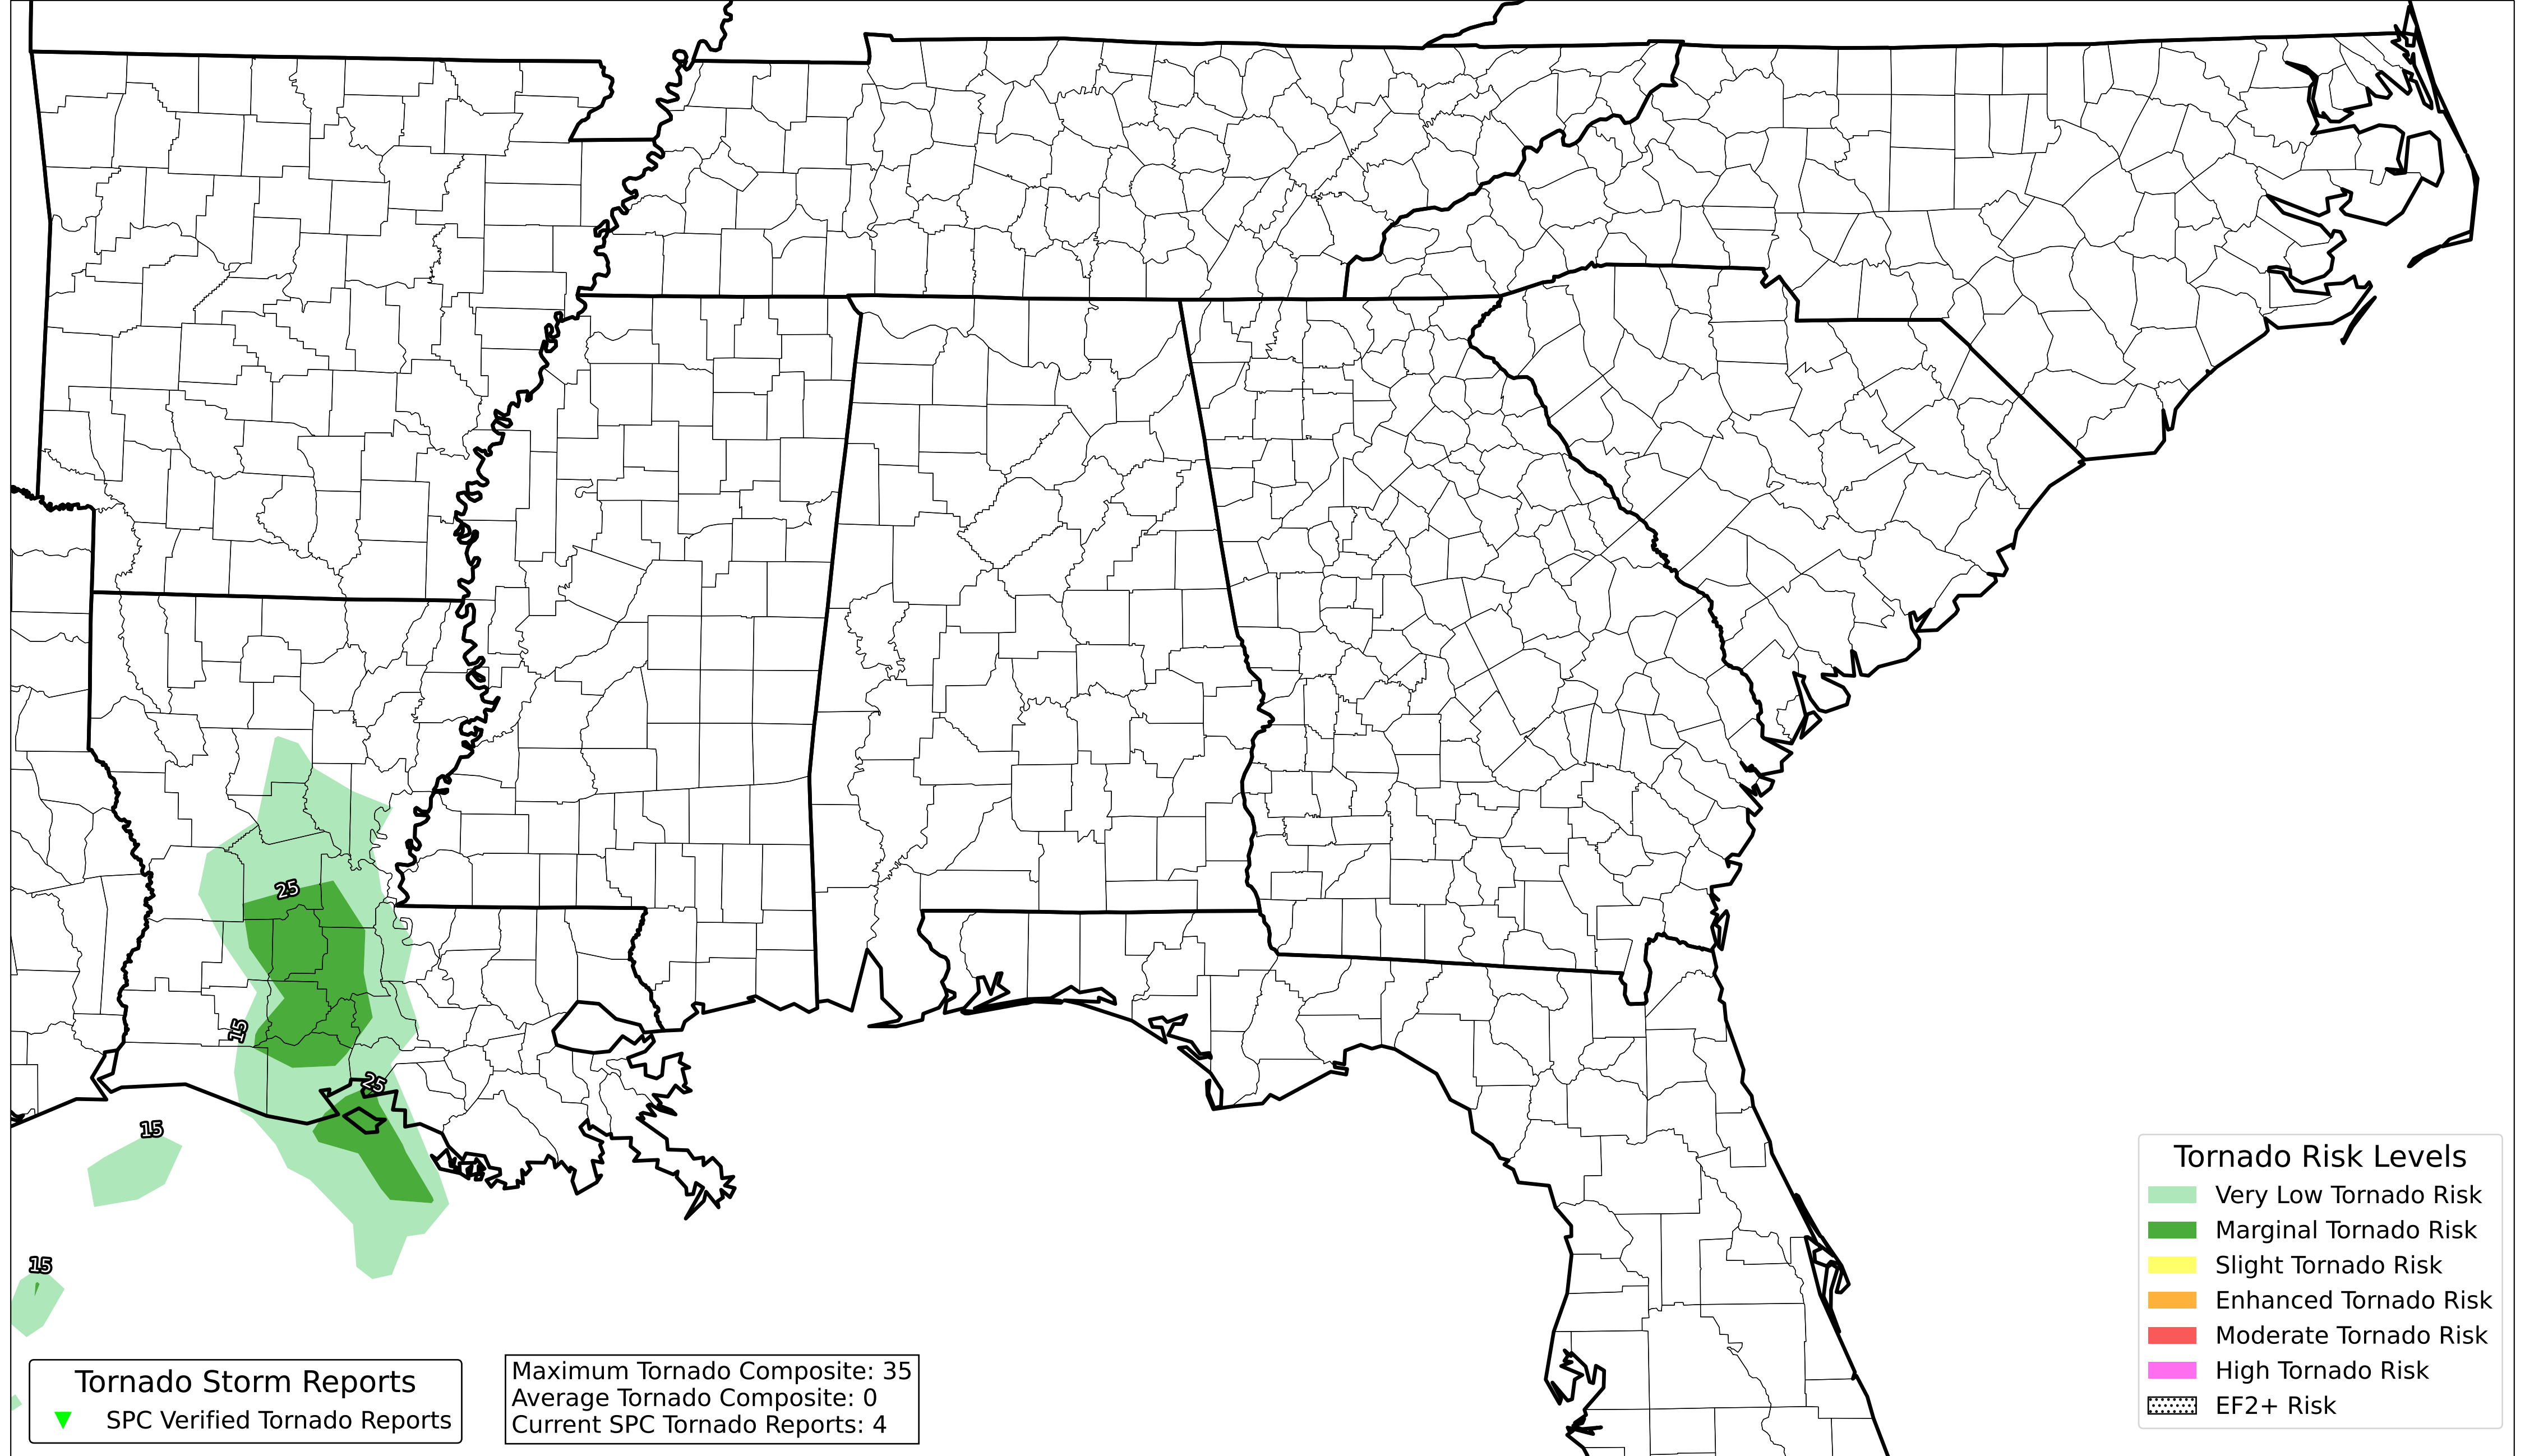 25
15
25
15
15
Tornado Storm Reports
SPC Verified Tornado Reports
Maximum Tornado Composite: 35
Average Tornado Composite: 0
Current SPC Tornado Reports: 4
Tornado Risk Levels
Very Low Tornado Risk
Marginal Tornado Risk
Slight Tornado Risk
Enhanced Tornado Risk
Moderate Tornado Risk
High Tornado Risk
EF2+ Risk